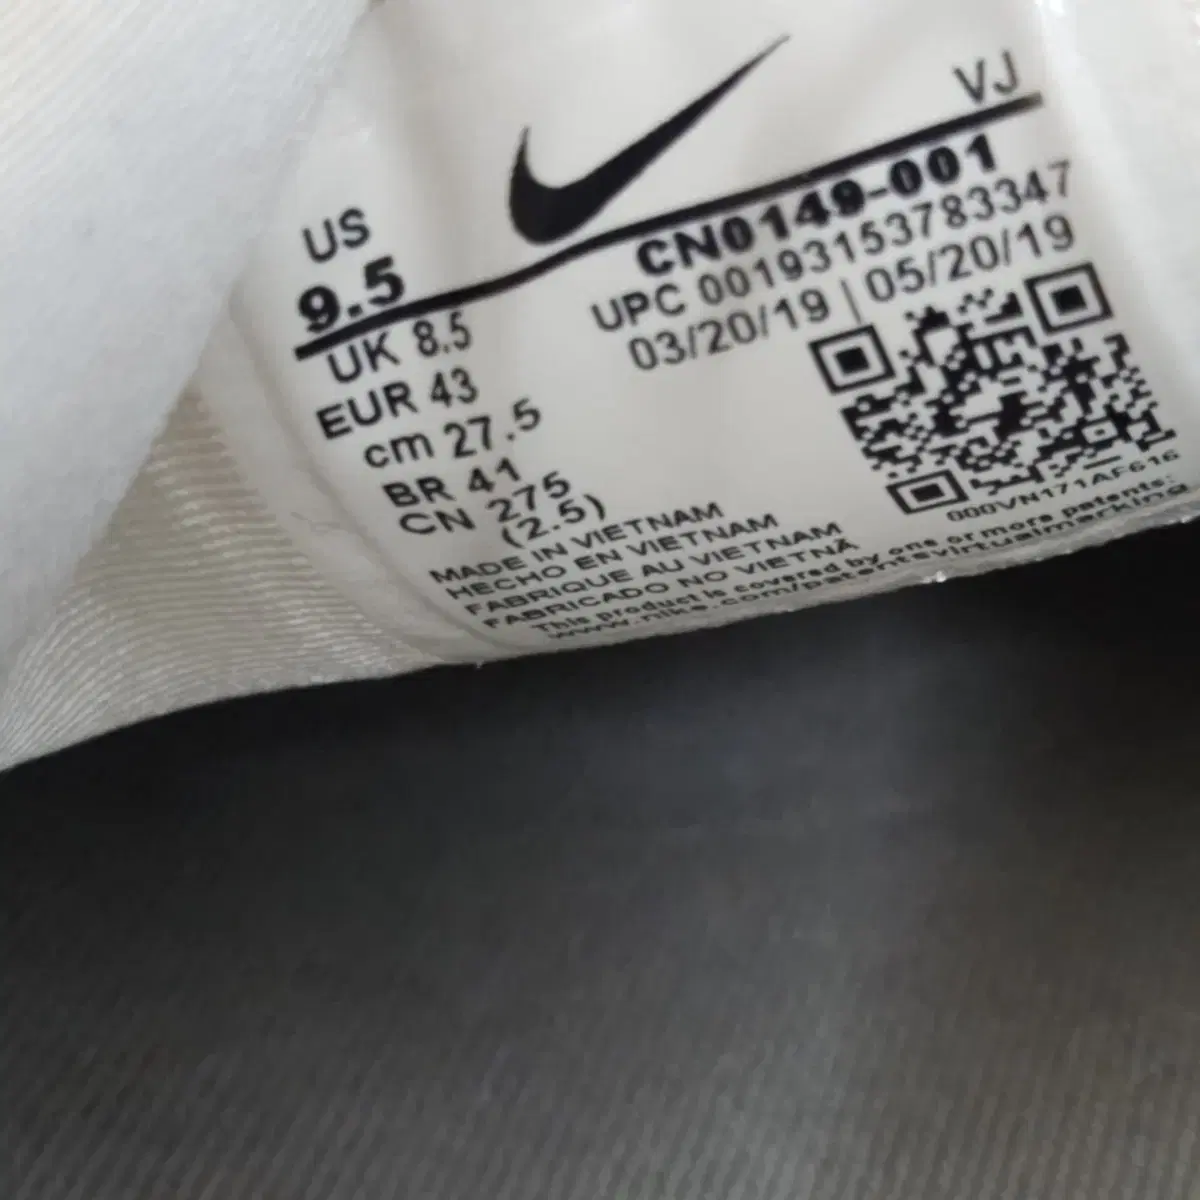 VJ
US
9.5
CN0149-001
UPC 00193153783347
03/20/19 | 05/20/19
UK 8.5
EUR 43
cm 27.5
BR 41
CN 275
(2.5)
000VN171AF616
MADE IN VIETNAM
HECHO EN VIETNAM
FABRIQUE AU VIETNAM
FABRICADO NO VIETNÃ
This product is covered by one or more patents:
www.nike.com/patentsvirtualmarking